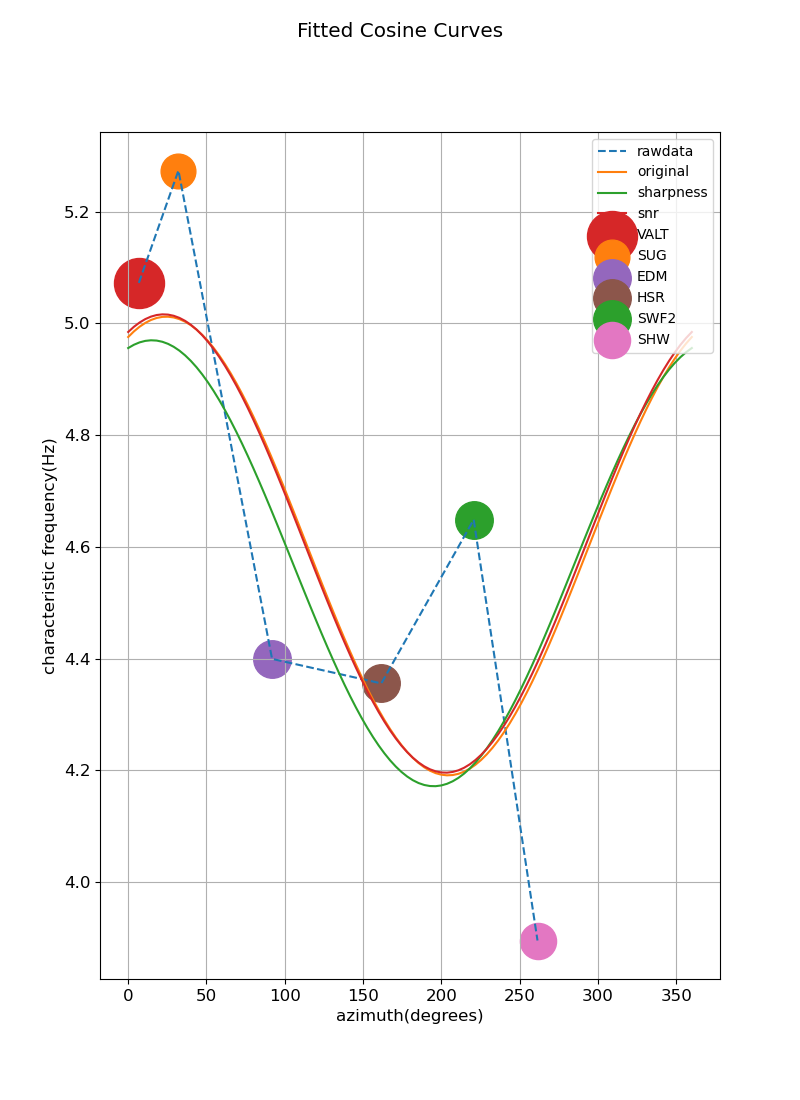 Fitted Cosine Curves
rawdata
original
sharpness
snr
VALT
SUG
EDM
HSR
SWF2
SHW
5.2
5.0
4.8
4.6
4.4
4.2
4.0
characteristic frequency(Hz)
0 50 100 150 200 250 300 350
azimuth(degrees)